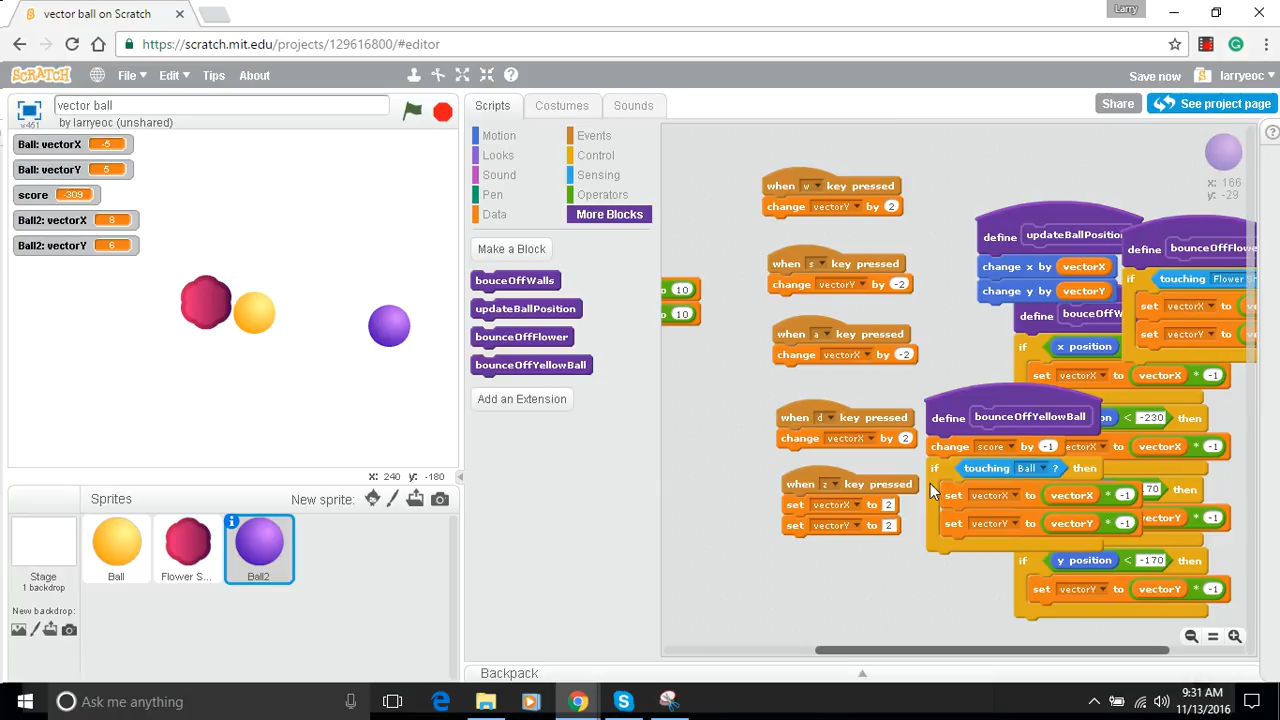 vector ball on Scratch
Larry
https://scratch.mit.edu/projects/129616800/#editor
SCRATCH File Edit Tips About Save now larryeoc
vector ball
by larryeoc (unshared)
v461
Scripts Costumes Sounds Share See project page
Ball: vectorX -5
Ball: vectorY 5
score -309
Ball2: vectorX 8
Ball2: vectorY 6
x: 240 y: -180
Motion Events
Looks Control
Sound Sensing
Pen Operators
Data More Blocks
Make a Block
bouceOffWalls
updateBallPosition
bounceOffFlower
bounceOffYellowBall
Add an Extension
10
10
when w key pressed
change vectorY by 2
when s key pressed
change vectorY by -2
when a key pressed
change vectorX by -2
when d key pressed
change vectorX by 2
when z key pressed
set vectorX to 2
set vectorY to 2
x: 166
y: -29
define updateBallPosition
change x by vectorX
change y by vectorY
define bounceOffFlowe
if touching Flower Sh
set vectorX to
set vectorY to
define bouceOffW
if x position
set vectorX to vectorX * -1
< -230 then
vectorX * -1
define bounceOffYellowBall
change score by -1
if touching Ball ? then
set vectorX to vectorX * -1
set vectorY to vectorY * -1
70 then
* -1
if y position < -170 then
set vectorY to vectorY * -1
Sprites New sprite:
Stage
1 backdrop
New backdrop:
Ball
Flower S...
Ball2
Backpack
Ask me anything
9:31 AM
11/13/2016